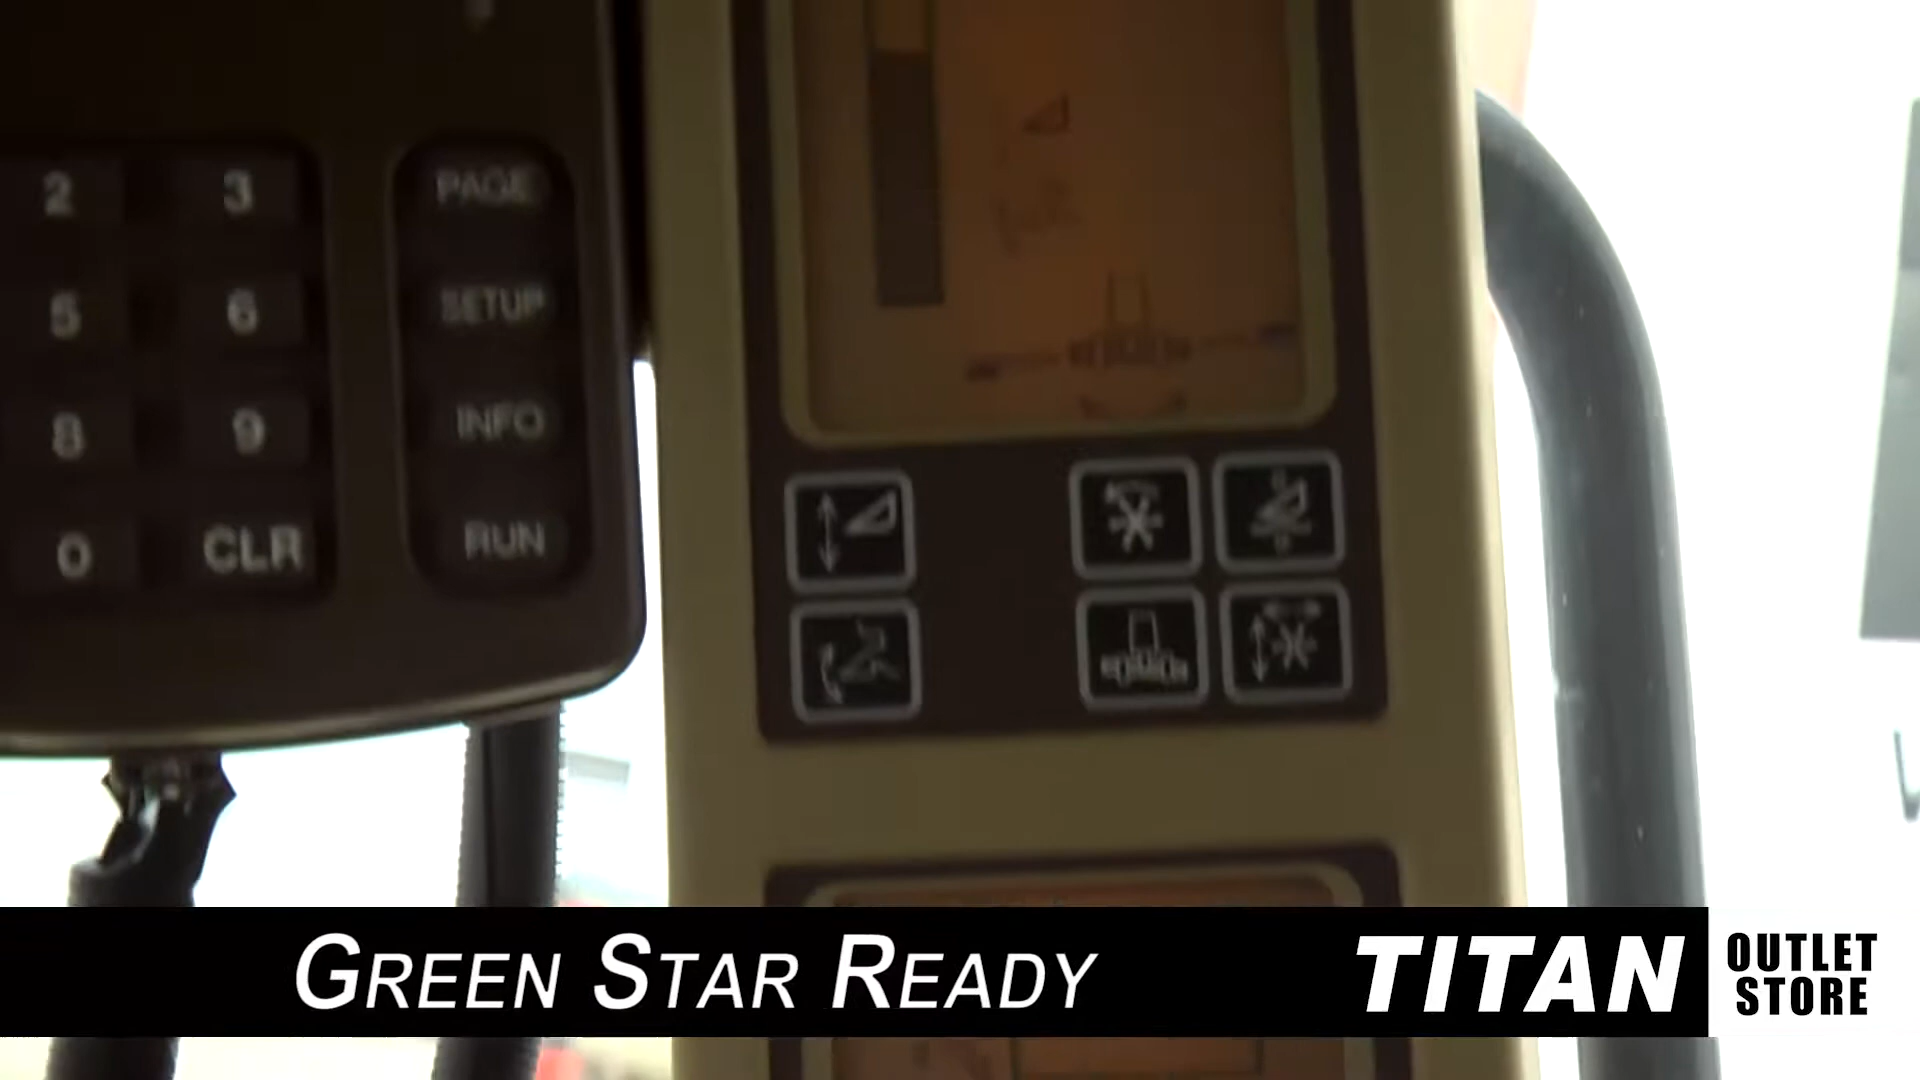 2 3 PAGE
5 6 SETUP
8 9 INFO
0 CLR RUN
GREEN STAR READY
TITAN OUTLET
STORE